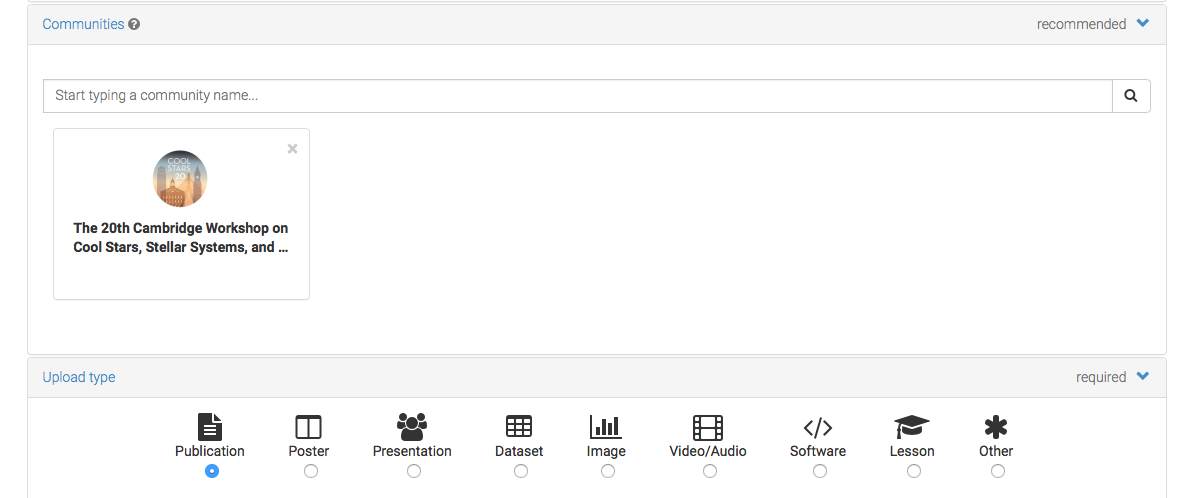 Communities
recommended
Start typing a community name...
COOL
STARS
20
The 20th Cambridge Workshop on
Cool Stars, Stellar Systems, and ...
Upload type
required
Publication Poster Presentation Dataset Image Video/Audio Software Lesson Other